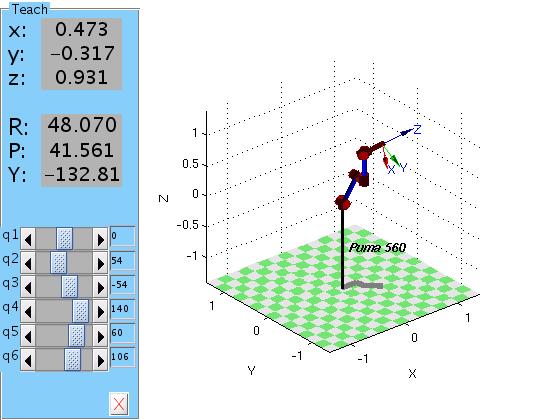 Teach
x: 0.473
y: −0.317
z: 0.931
R: 48.070
P: 41.561
Y: −132.81
q1 0
q2 54
q3 -54
q4 140
q5 60
q6 106
X
Z
1
0.5
0
-0.5
-1
Z
X
Y
Puma 560
1
0
-1
Y
-1
0
1
X